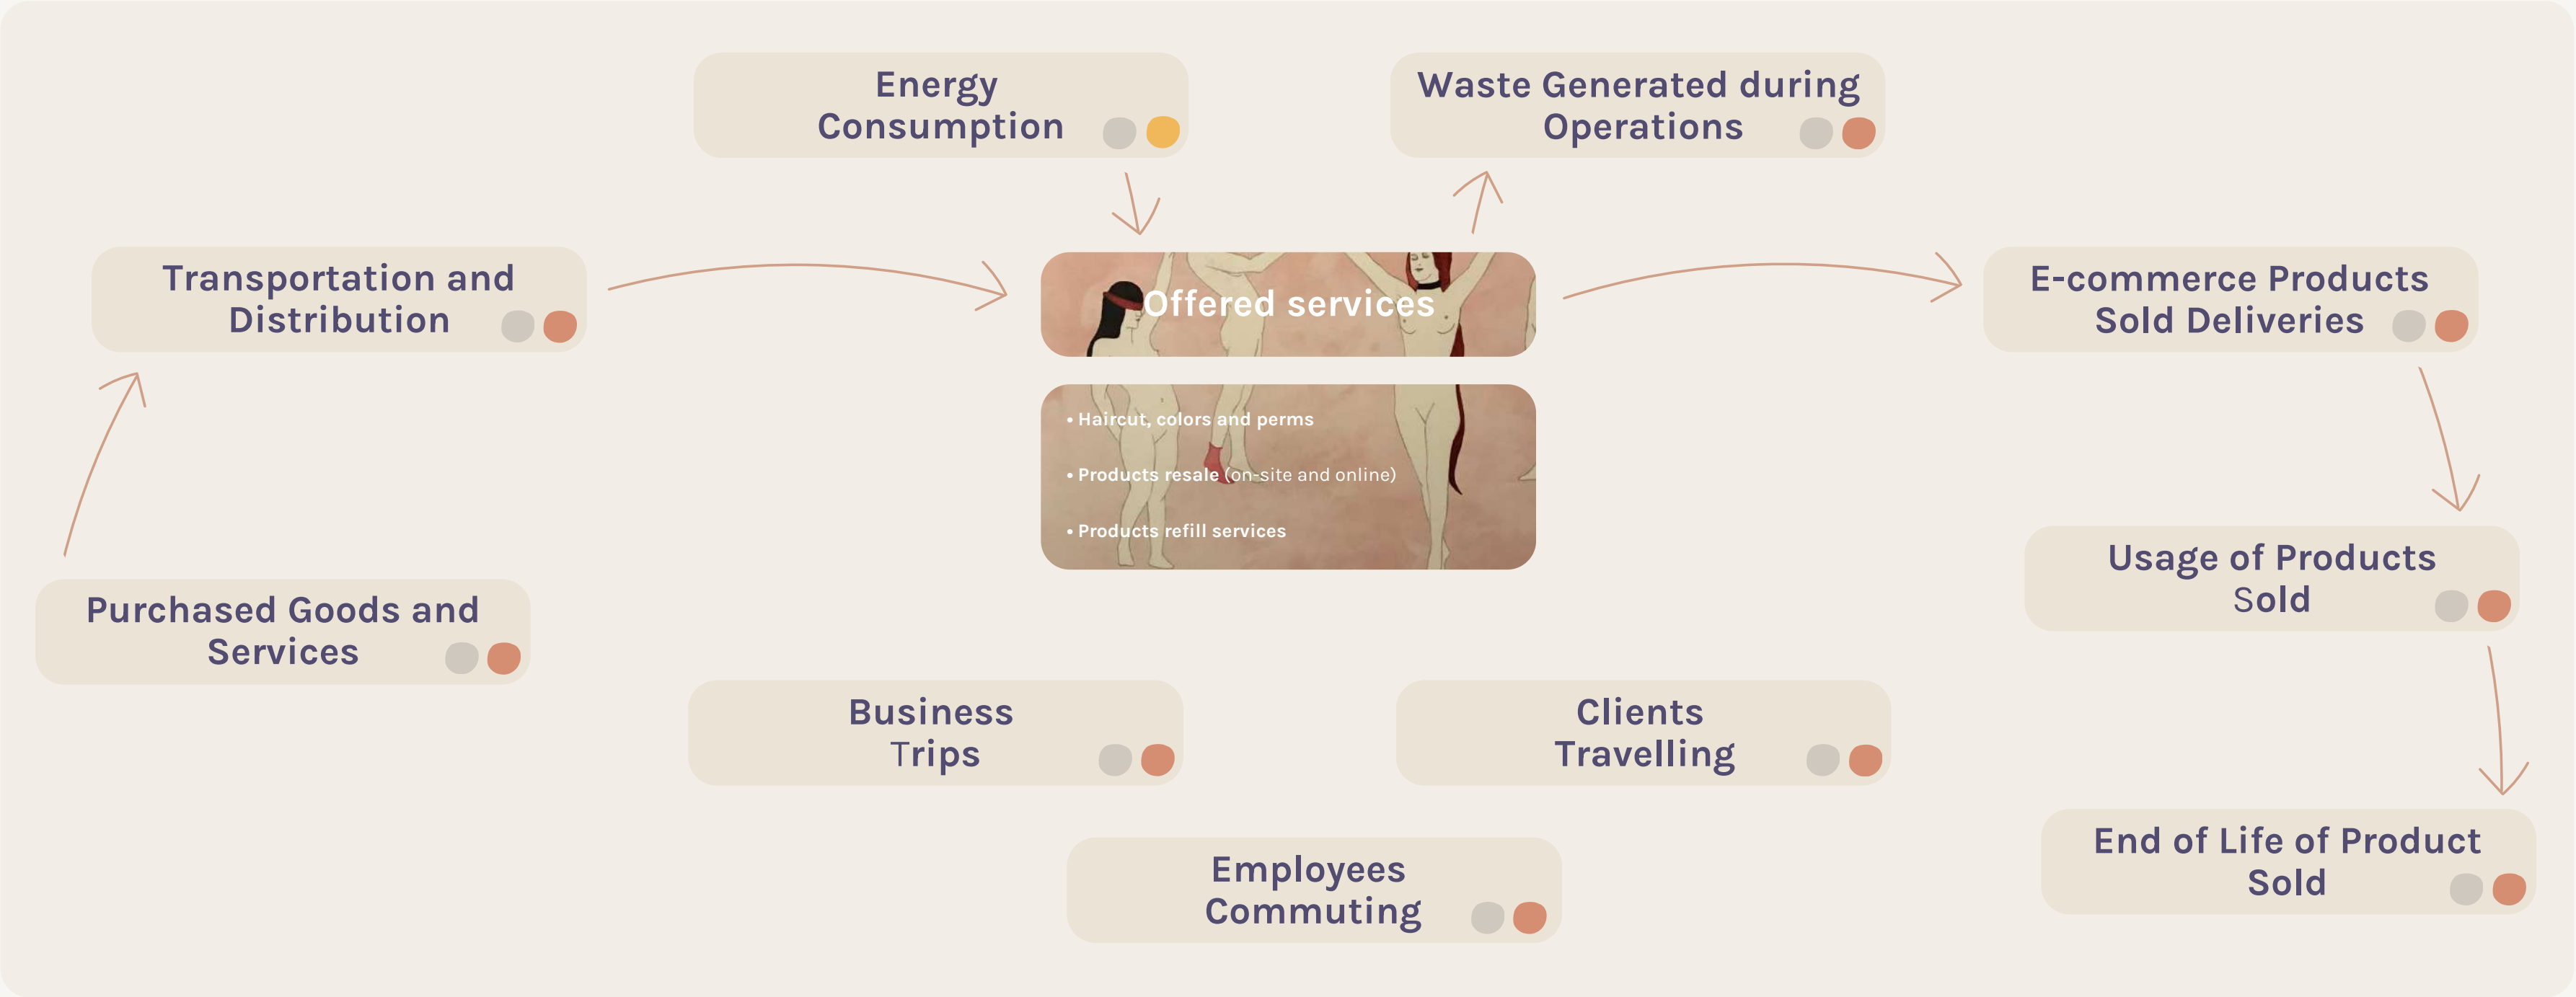 Energy
Consumption
Waste Generated during
Operations
Transportation and
Distribution
Offered services
E-commerce Products
Sold Deliveries
• Haircut, colors and perms
• Products resale (on-site and online)
• Products refill services
Purchased Goods and
Services
Usage of Products
Sold
Business
Trips
Clients
Travelling
Employees
Commuting
End of Life of Product
Sold